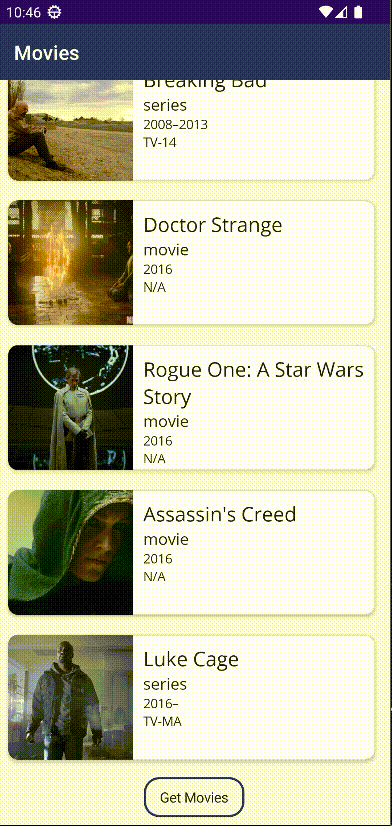 10:46
Movies
Breaking Bad
series
2008–2013
TV-14
Doctor Strange
movie
2016
N/A
Rogue One: A Star Wars
Story
movie
2016
N/A
Assassin's Creed
movie
2016
N/A
Luke Cage
series
2016–
TV-MA
Get Movies